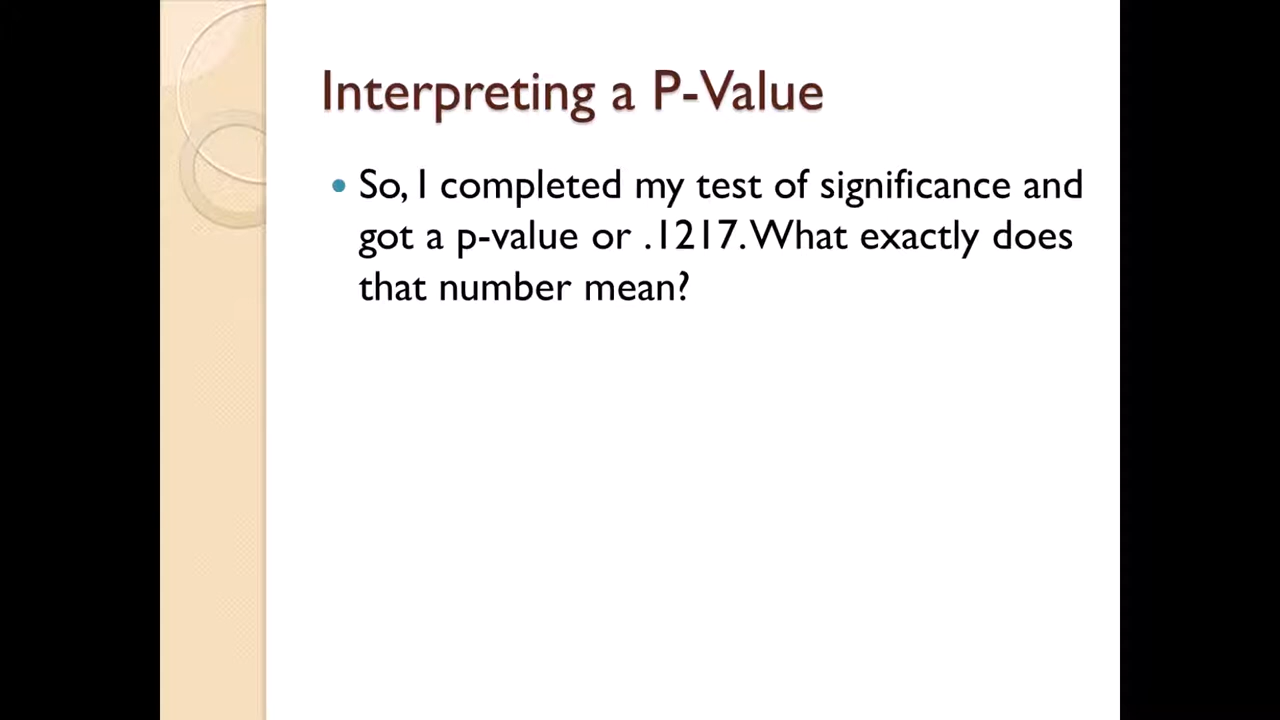 Interpreting a P-Value
• So, I completed my test of significance and
got a p-value or .1217. What exactly does
that number mean?